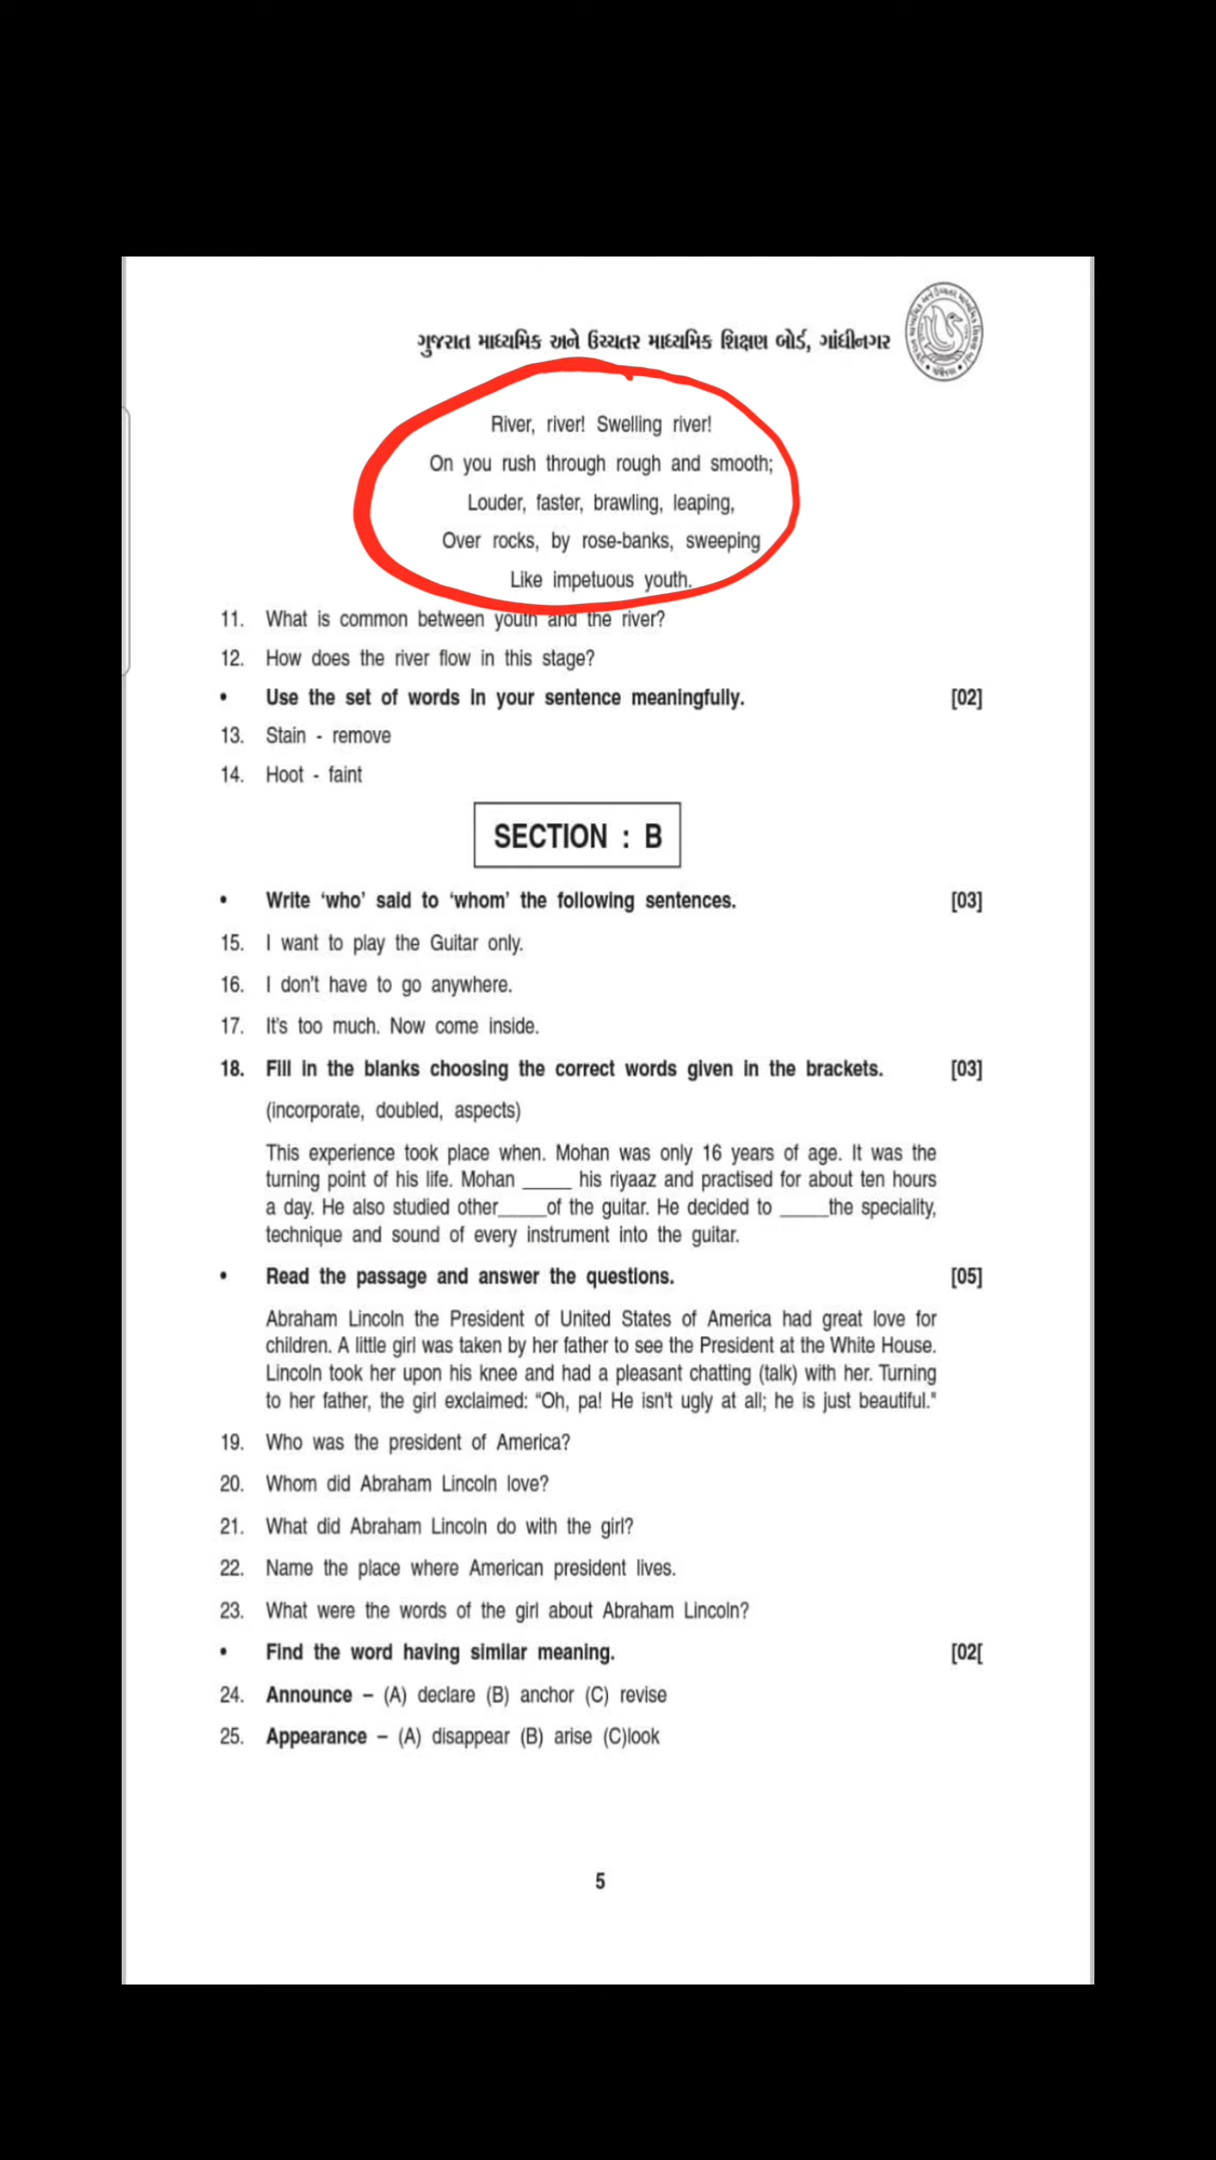 ગુજરાત માધ્યમિક અને ઉચ્ચતર માધ્યમિક શિક્ષણ બોર્ડ, ગાંધીનગર
River, river! Swelling river!
On you rush through rough and smooth;
Louder, faster, brawling, leaping,
Over rocks, by rose-banks, sweeping
Like impetuous youth.
11. What is common between youth and the river?
12. How does the river flow in this stage?
• Use the set of words in your sentence meaningfully. [02]
13. Stain - remove
14. Hoot - faint
SECTION : B
• Write ‘who’ said to ‘whom’ the following sentences. [03]
15. I want to play the Guitar only.
16. I don't have to go anywhere.
17. It's too much. Now come inside.
18. Fill in the blanks choosing the correct words given in the brackets. [03]
(incorporate, doubled, aspects)
This experience took place when. Mohan was only 16 years of age. It was the
turning point of his life. Mohan _____ his riyaaz and practised for about ten hours
a day. He also studied other_____of the guitar. He decided to _____the speciality,
technique and sound of every instrument into the guitar.
• Read the passage and answer the questions. [05]
Abraham Lincoln the President of United States of America had great love for
children. A little girl was taken by her father to see the President at the White House.
Lincoln took her upon his knee and had a pleasant chatting (talk) with her. Turning
to her father, the girl exclaimed: “Oh, pa! He isn't ugly at all; he is just beautiful."
19. Who was the president of America?
20. Whom did Abraham Lincoln love?
21. What did Abraham Lincoln do with the girl?
22. Name the place where American president lives.
23. What were the words of the girl about Abraham Lincoln?
• Find the word having similar meaning. [02[
24. Announce – (A) declare (B) anchor (C) revise
25. Appearance – (A) disappear (B) arise (C)look
5